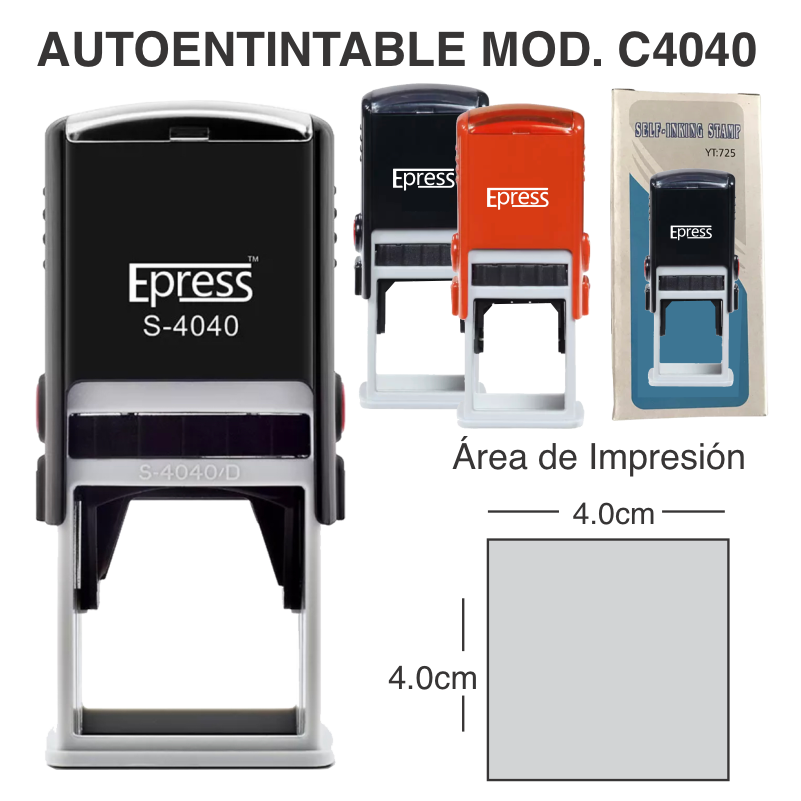 AUTOENTINTABLE MOD. C4040
Epress™
S-4040
S-4040/D
Epress
Epress
SELF-INKING STAMP
YT:725
Epress
Área de Impresión
4.0cm
4.0cm